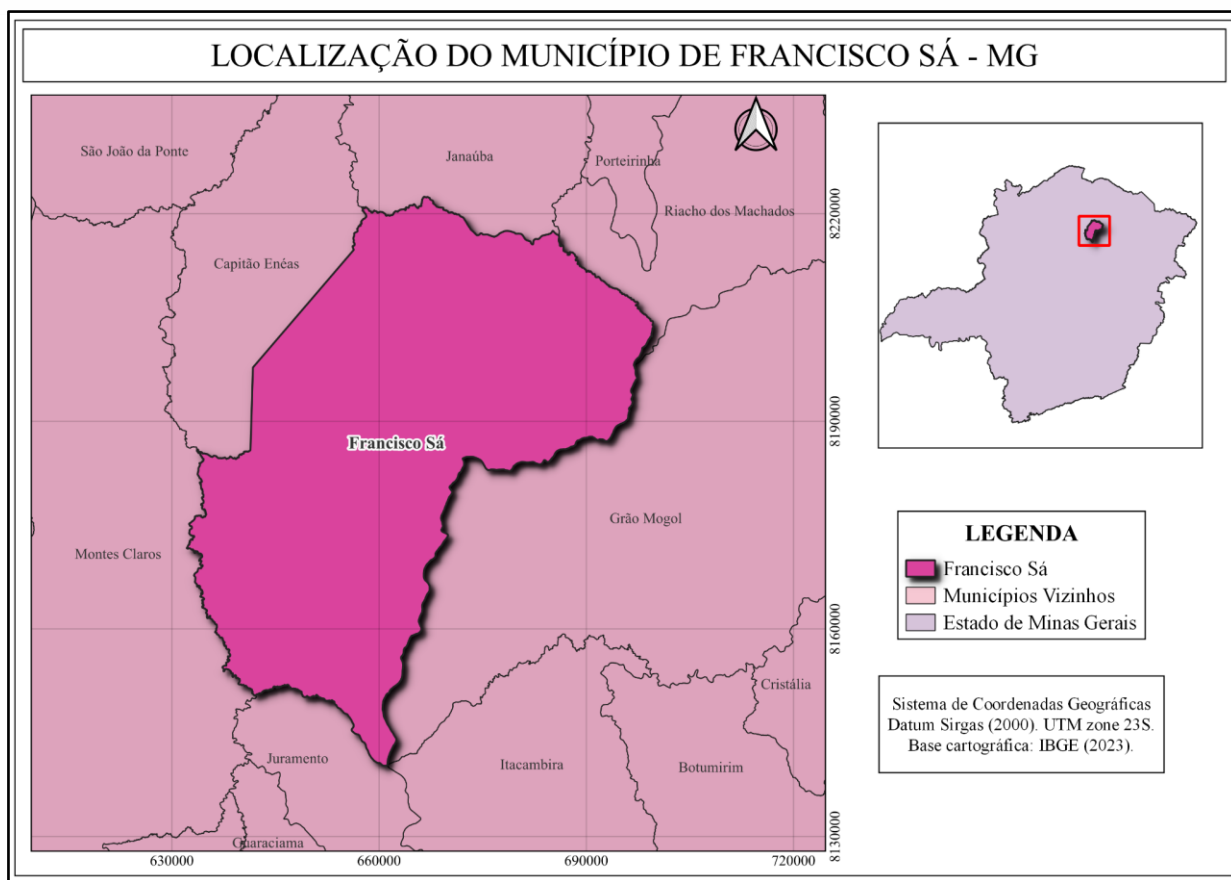 LOCALIZAÇÃO DO MUNICÍPIO DE FRANCISCO SÁ - MG
São João da Ponte
Janaúba
Porteirinha
Riacho dos Machados
Capitão Enéas
Francisco Sá
Grão Mogol
Montes Claros
Cristália
Juramento
Itacambira
Botumirim
Guaraciama
8220000
8190000
8160000
8130000
630000
660000
690000
720000
LEGENDA
Francisco Sá
Municípios Vizinhos
Estado de Minas Gerais
Sistema de Coordenadas Geográficas
Datum Sirgas (2000). UTM zone 23S.
Base cartográfica: IBGE (2023).